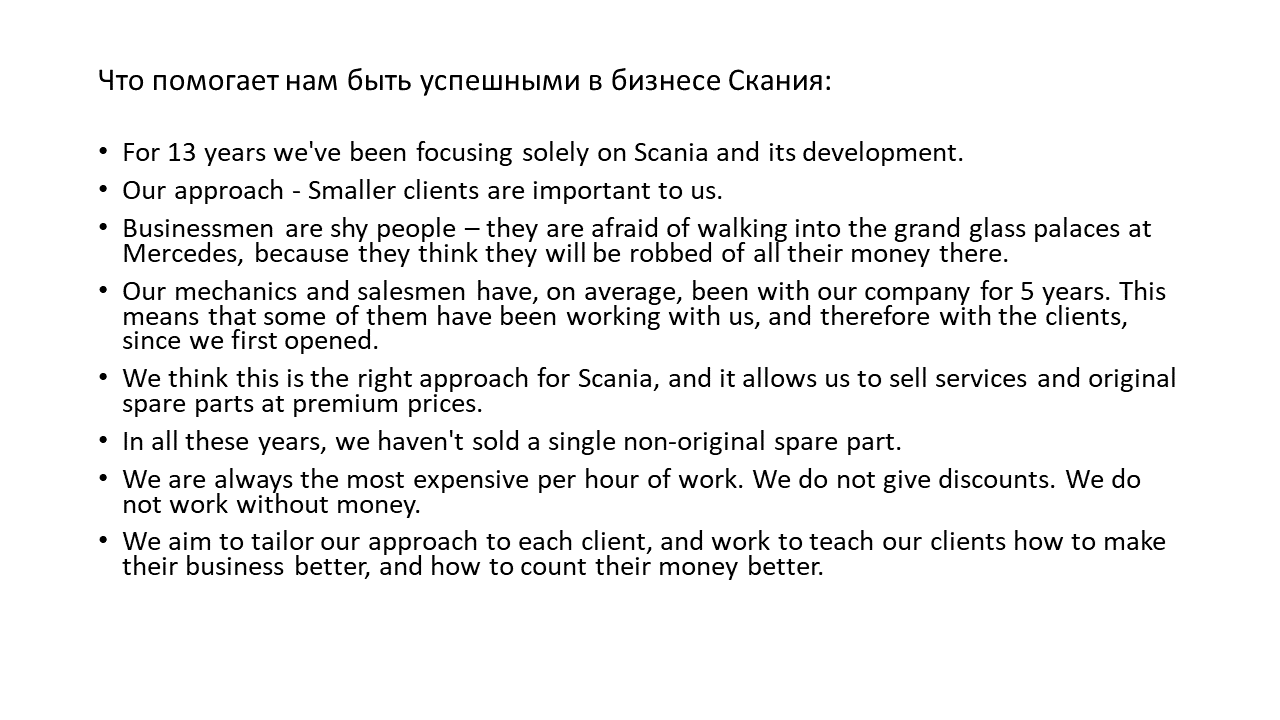 Что помогает нам быть успешными в бизнесе Скания:
• For 13 years we've been focusing solely on Scania and its development.
• Our approach - Smaller clients are important to us.
• Businessmen are shy people – they are afraid of walking into the grand glass palaces at
Mercedes, because they think they will be robbed of all their money there.
• Our mechanics and salesmen have, on average, been with our company for 5 years. This
means that some of them have been working with us, and therefore with the clients,
since we first opened.
• We think this is the right approach for Scania, and it allows us to sell services and original
spare parts at premium prices.
• In all these years, we haven't sold a single non-original spare part.
• We are always the most expensive per hour of work. We do not give discounts. We do
not work without money.
• We aim to tailor our approach to each client, and work to teach our clients how to make
their business better, and how to count their money better.